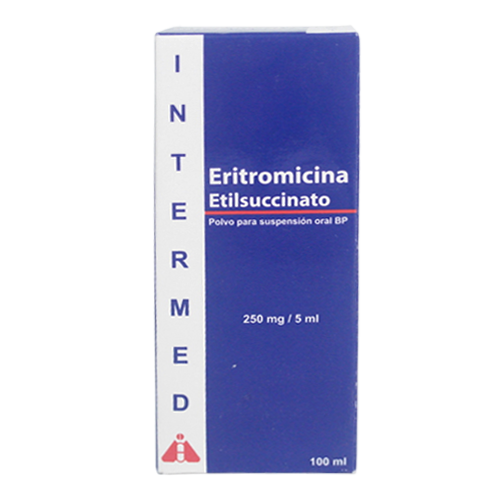 INTERMED
Eritromicina
Etilsuccinato
Polvo para suspensión oral BP
250 mg / 5 ml
100 ml